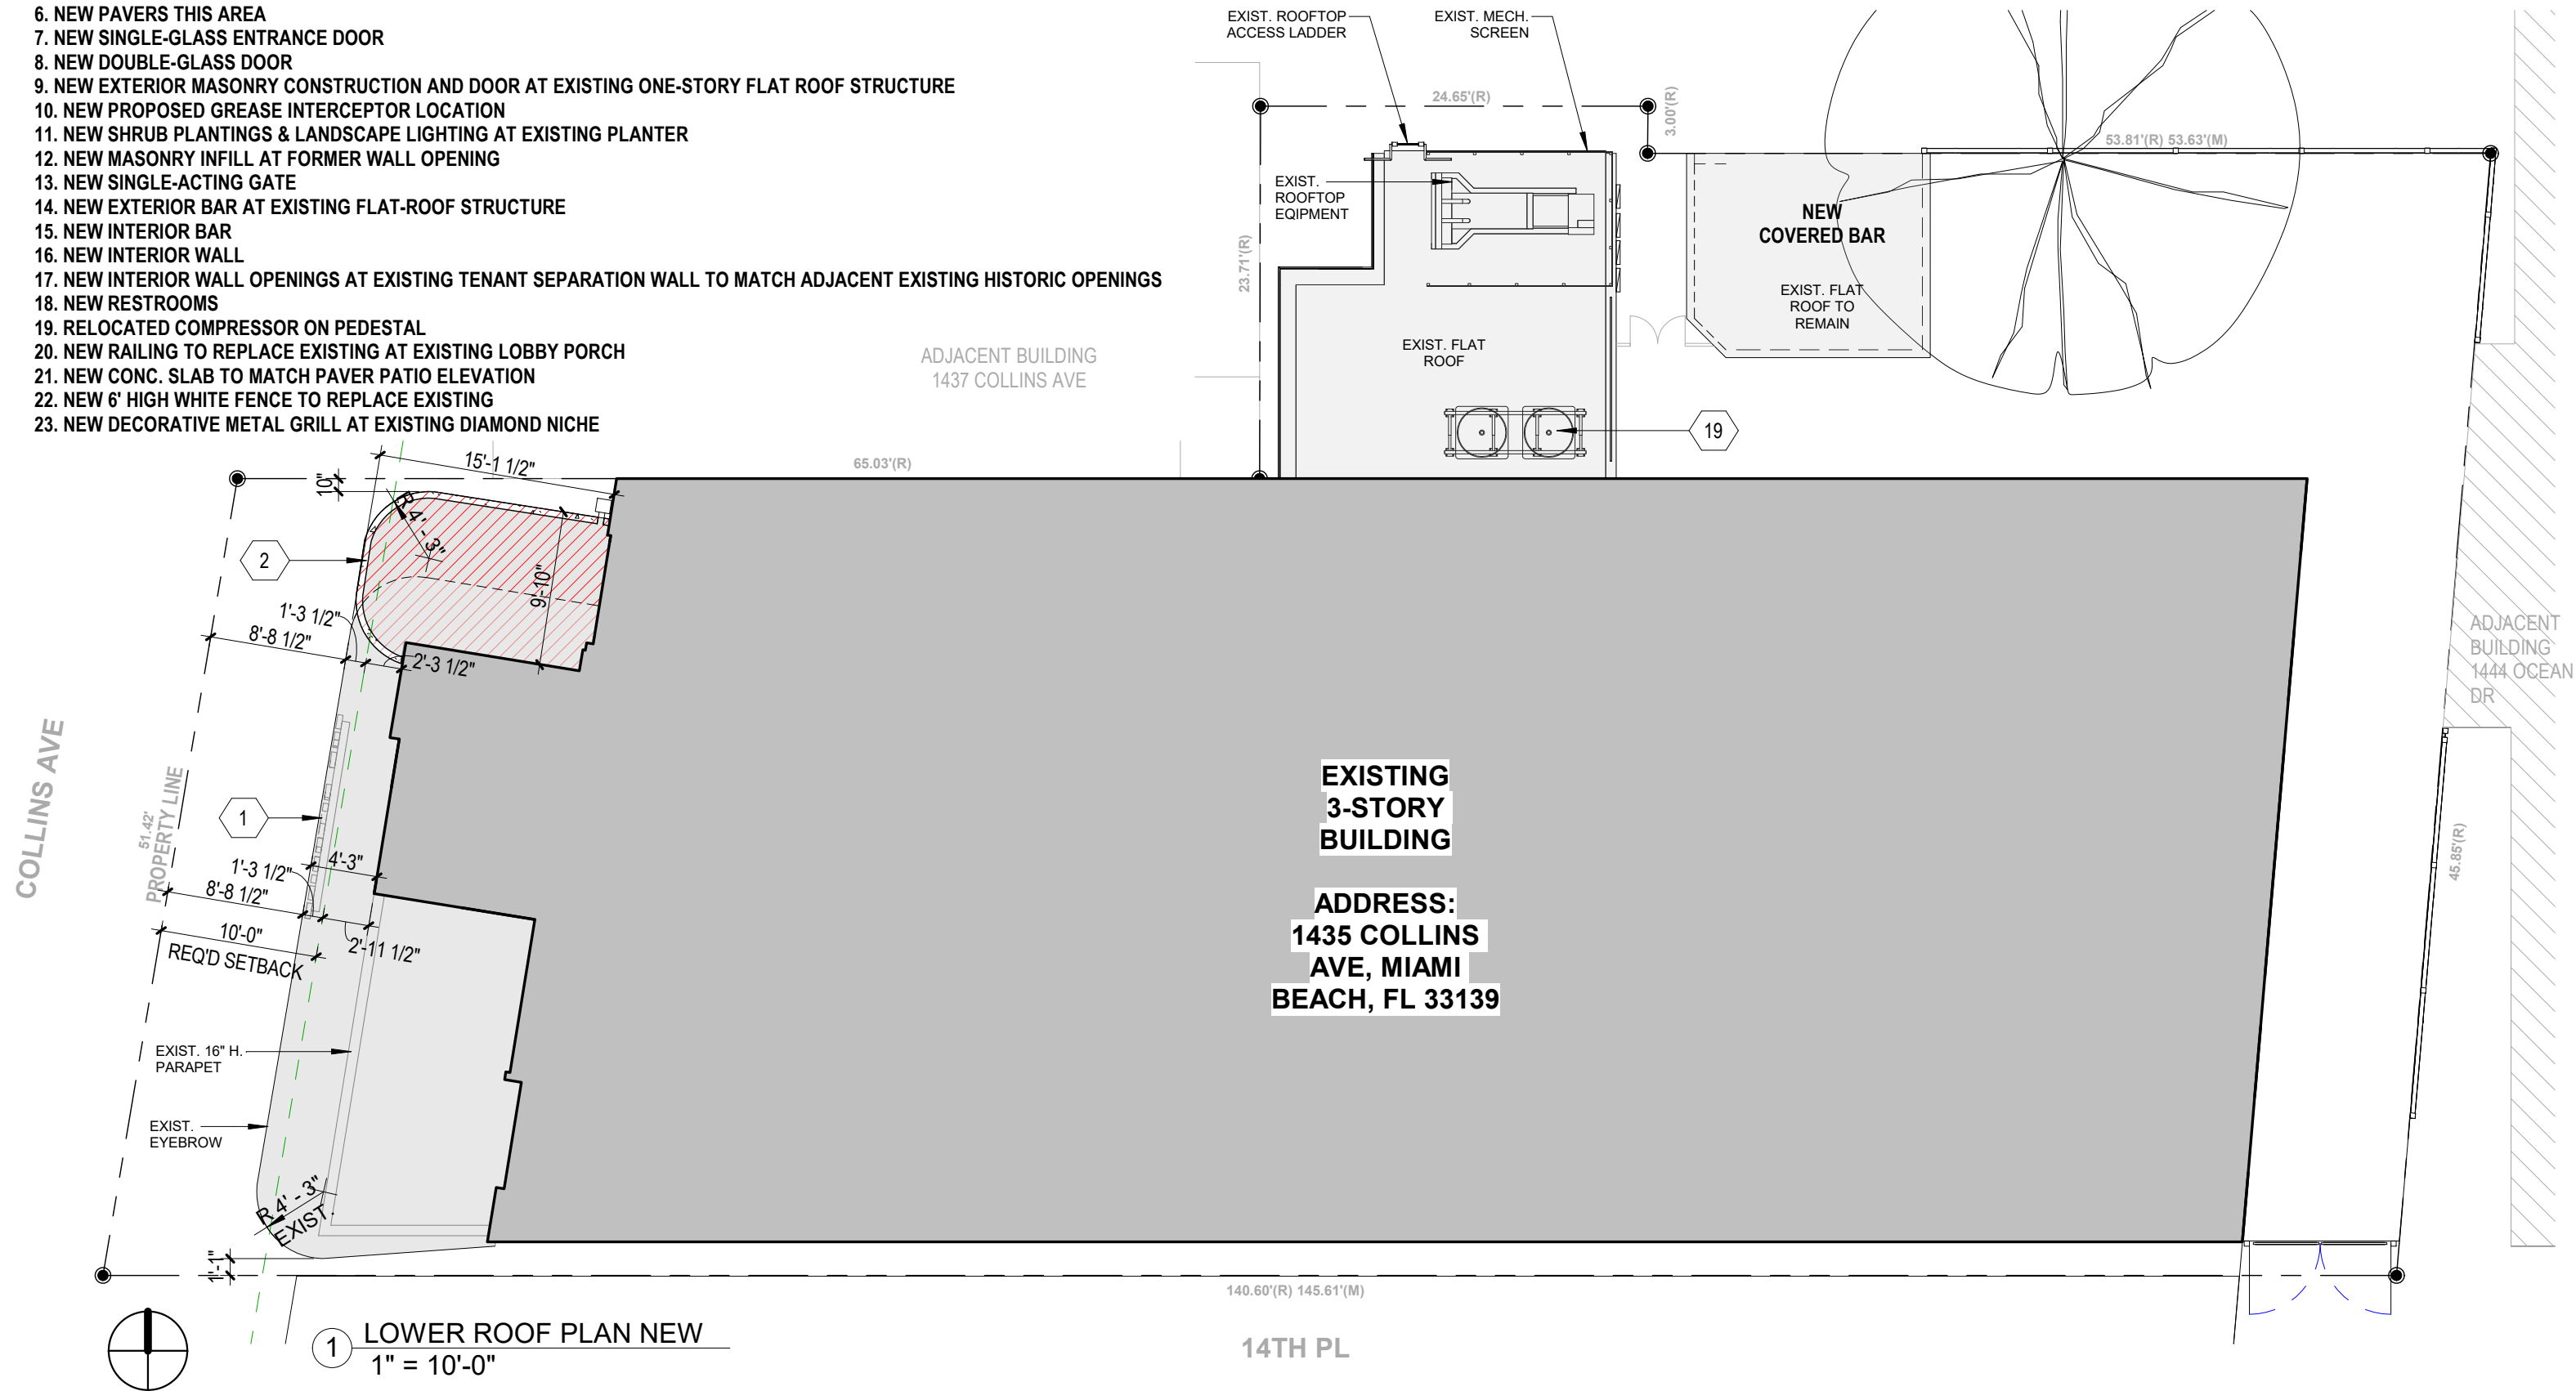 6. NEW PAVERS THIS AREA
7. NEW SINGLE-GLASS ENTRANCE DOOR
8. NEW DOUBLE-GLASS DOOR
9. NEW EXTERIOR MASONRY CONSTRUCTION AND DOOR AT EXISTING ONE-STORY FLAT ROOF STRUCTURE
10. NEW PROPOSED GREASE INTERCEPTOR LOCATION
11. NEW SHRUB PLANTINGS & LANDSCAPE LIGHTING AT EXISTING PLANTER
12. NEW MASONRY INFILL AT FORMER WALL OPENING
13. NEW SINGLE-ACTING GATE
14. NEW EXTERIOR BAR AT EXISTING FLAT-ROOF STRUCTURE
15. NEW INTERIOR BAR
16. NEW INTERIOR WALL
17. NEW INTERIOR WALL OPENINGS AT EXISTING TENANT SEPARATION WALL TO MATCH ADJACENT EXISTING HISTORIC OPENINGS
18. NEW RESTROOMS
19. RELOCATED COMPRESSOR ON PEDESTAL
20. NEW RAILING TO REPLACE EXISTING AT EXISTING LOBBY PORCH
21. NEW CONC. SLAB TO MATCH PAVER PATIO ELEVATION
22. NEW 6' HIGH WHITE FENCE TO REPLACE EXISTING
23. NEW DECORATIVE METAL GRILL AT EXISTING DIAMOND NICHE
EXIST. ROOFTOP
ACCESS LADDER
EXIST. MECH.
SCREEN
24.65'(R)
3.00'(R)
53.81'(R) 53.63'(M)
EXIST.
ROOFTOP
EQIPMENT
23.71'(R)
NEW
COVERED BAR
EXIST. FLAT
ROOF TO
REMAIN
EXIST. FLAT
ROOF
ADJACENT BUILDING
1437 COLLINS AVE
19
65.03'(R)
15'-1 1/2"
10"
R 4' - 3"
2
9'-10"
1'-3 1/2"
8'-8 1/2"
2'-3 1/2"
ADJACENT
BUILDING
1444 OCEAN
DR
COLLINS AVE
51.42'
PROPERTY LINE
1
1'-3 1/2"
4'-3"
8'-8 1/2"
10'-0"
REQ'D SETBACK
2'-11 1/2"
EXISTING
3-STORY
BUILDING
ADDRESS:
1435 COLLINS
AVE, MIAMI
BEACH, FL 33139
45.85'(R)
EXIST. 16" H.
PARAPET
EXIST.
EYEBROW
R 4' - 3"
EXIST.
1'-1"
140.60'(R) 145.61'(M)
1
LOWER ROOF PLAN NEW
1" = 10'-0"
14TH PL